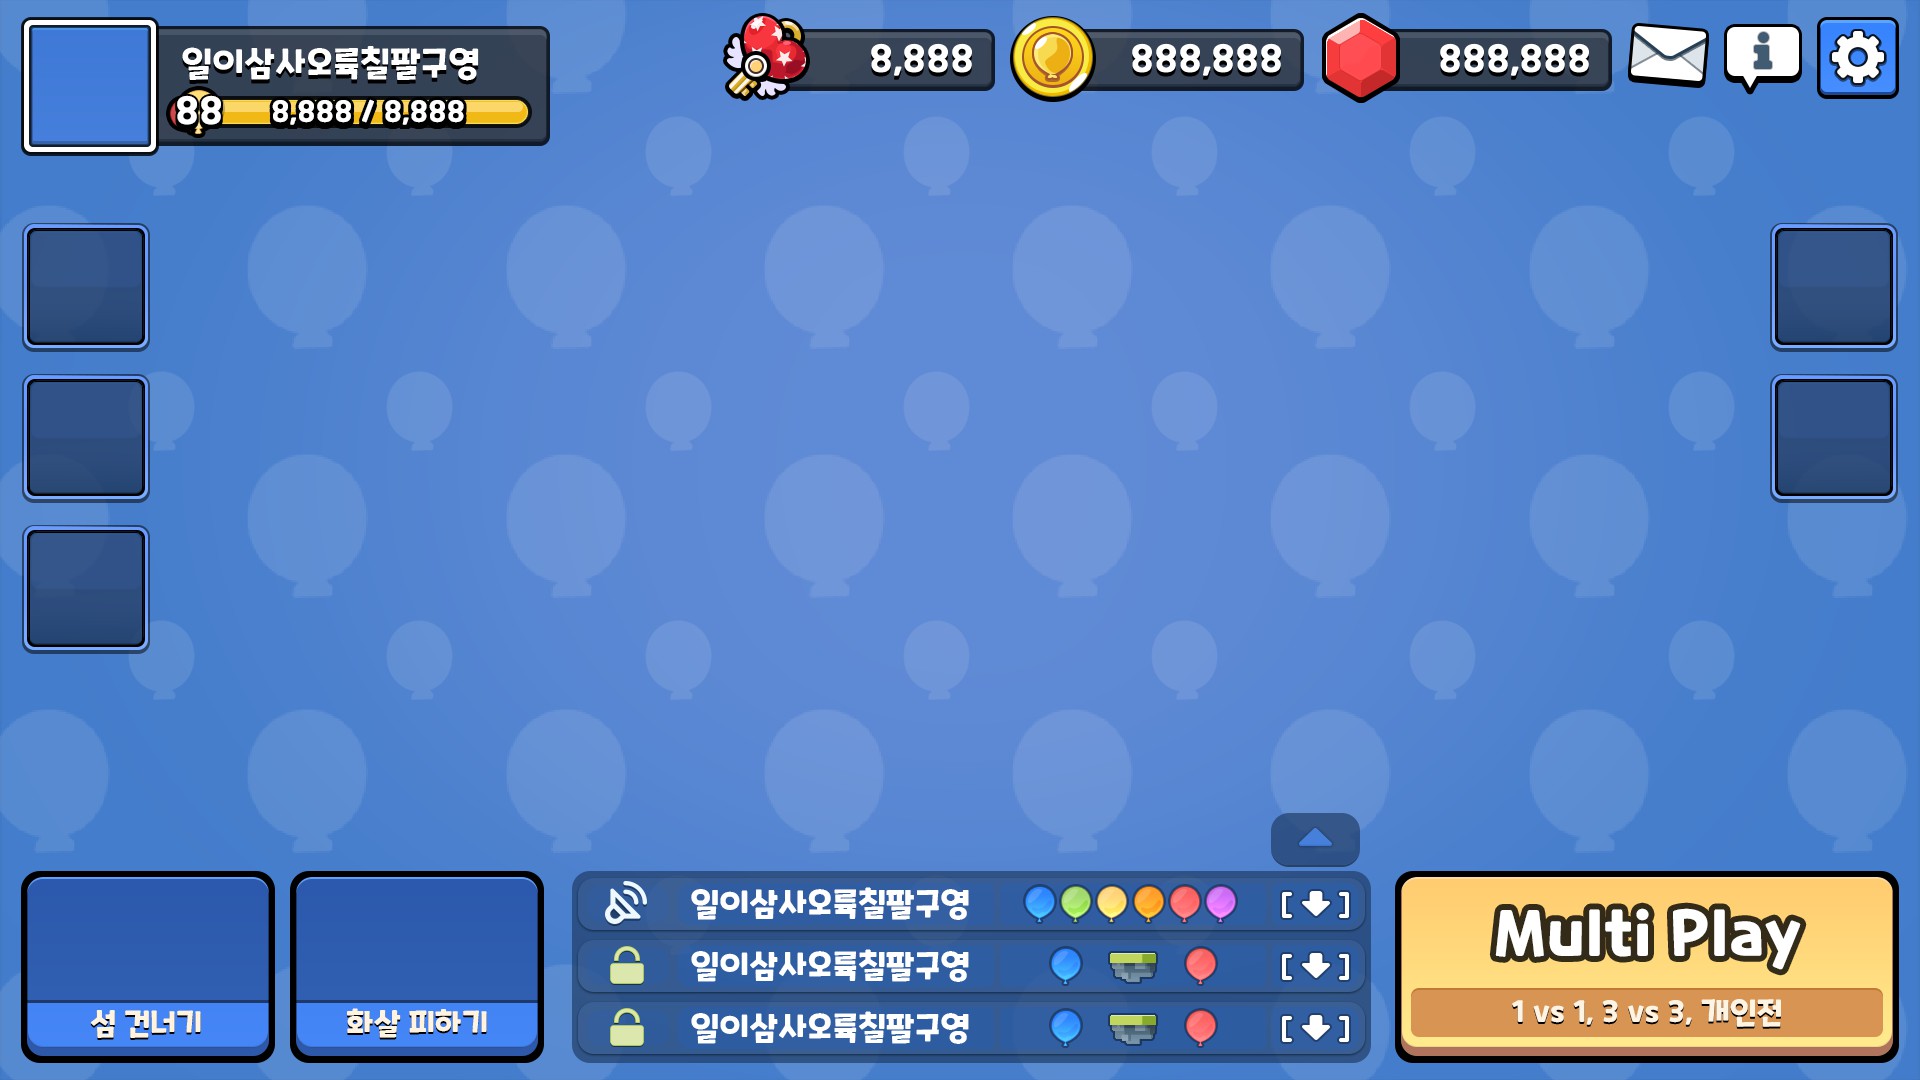 일이삼사오륙칠팔구영
88 8,888 / 8,888
8,888
888,888
888,888
섬 건너기
화살 피하기
일이삼사오륙칠팔구영
일이삼사오륙칠팔구영
일이삼사오륙칠팔구영
Multi Play
1 vs 1, 3 vs 3, 개인전